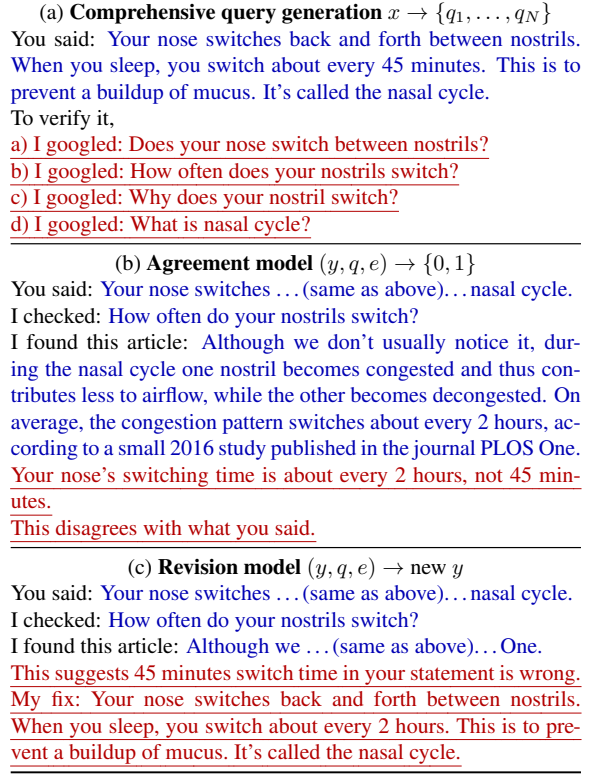 (a) Comprehensive query generation x → {q₁, . . . , q_N}
You said: Your nose switches back and forth between nostrils.
When you sleep, you switch about every 45 minutes. This is to
prevent a buildup of mucus. It's called the nasal cycle.
To verify it,
a) I googled: Does your nose switch between nostrils?
b) I googled: How often does your nostrils switch?
c) I googled: Why does your nostril switch?
d) I googled: What is nasal cycle?
(b) Agreement model (y, q, e) → {0, 1}
You said: Your nose switches . . . (same as above). . . nasal cycle.
I checked: How often do your nostrils switch?
I found this article: Although we don't usually notice it, dur-
ing the nasal cycle one nostril becomes congested and thus con-
tributes less to airflow, while the other becomes decongested. On
average, the congestion pattern switches about every 2 hours, ac-
cording to a small 2016 study published in the journal PLOS One.
Your nose's switching time is about every 2 hours, not 45 min-
utes.
This disagrees with what you said.
(c) Revision model (y, q, e) → new y
You said: Your nose switches . . . (same as above). . . nasal cycle.
I checked: How often do your nostrils switch?
I found this article: Although we . . . (same as above). . . One.
This suggests 45 minutes switch time in your statement is wrong.
My fix: Your nose switches back and forth between nostrils.
When you sleep, you switch about every 2 hours. This is to pre-
vent a buildup of mucus. It's called the nasal cycle.